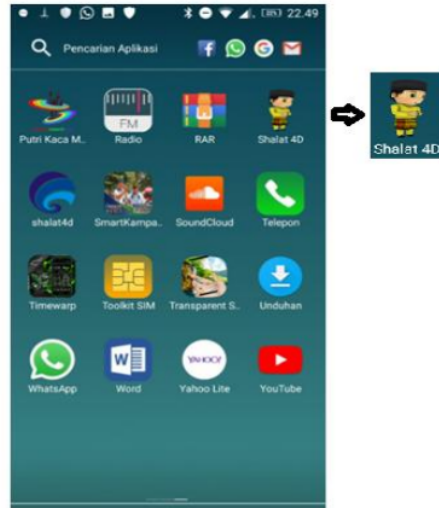 22.49
Pencarian Aplikasi
f G M
FM
Putri Kaca M.. Radio RAR Shalat 4D
Shalat 4D
shalat4d SmartKampa.. SoundCloud Telepon
Timewarp Toolkit SIM Transparent S.. Unduhan
W YAHOO!
WhatsApp Word Yahoo Lite YouTube